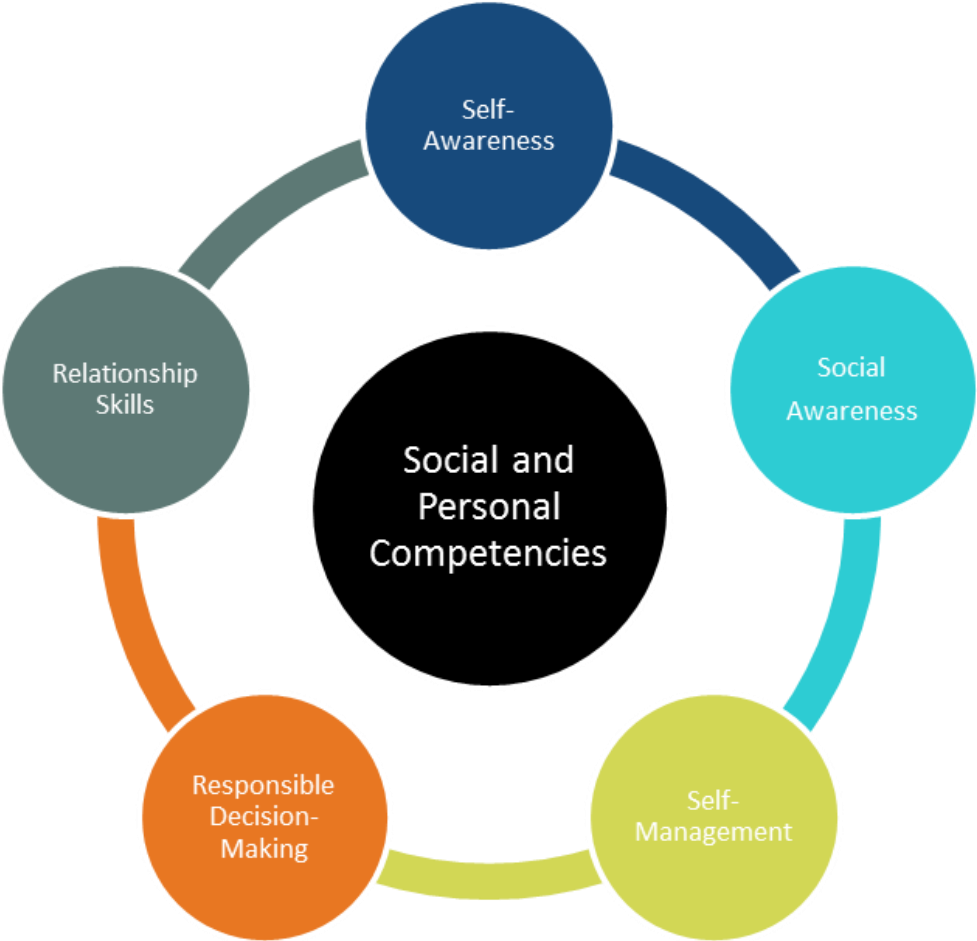 Self-
Awareness
Social
Awareness
Self-
Management
Responsible
Decision-
Making
Relationship
Skills
Social and
Personal
Competencies